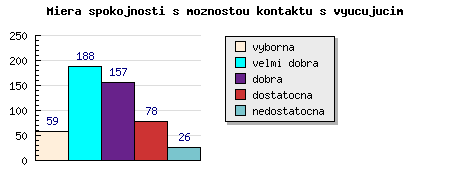 Miera spokojnosti s moznostou kontaktu s vyucujucim
250
200
150
100
50
0
59
188
157
78
26
vyborna
velmi dobra
dobra
dostatocna
nedostatocna